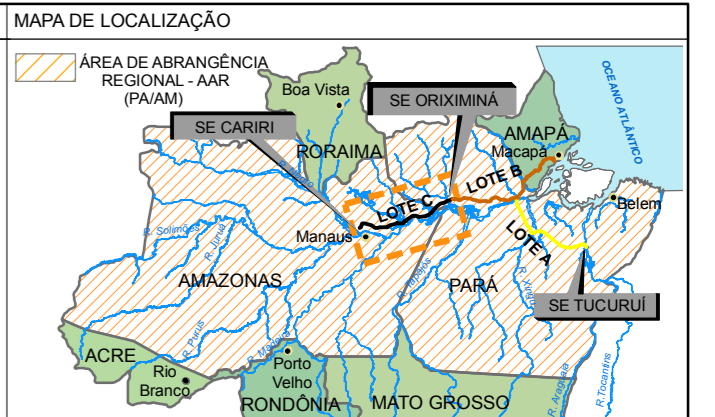 MAPA DE LOCALIZAÇÃO
ÁREA DE ABRANGÊNCIA
REGIONAL - AAR
(PA/AM)
Boa Vista
SE ORIXIMINÁ
OCEANO ATLÂNTICO
SE CARIRI
AMAPÁ
Macapá
RORAIMA
LOTE B
Belem
LOTE C
R. Solimões
R. Juruá
Manaus
LOTE A
AMAZONAS
R. Tapajós
PARÁ
R. Xingu
SE TUCURUÍ
R. Purus
R. Madeira
ACRE
Rio
Branco
Porto
Velho
RONDÔNIA
MATO GROSSO
R. Araguaia
R.Tocantins